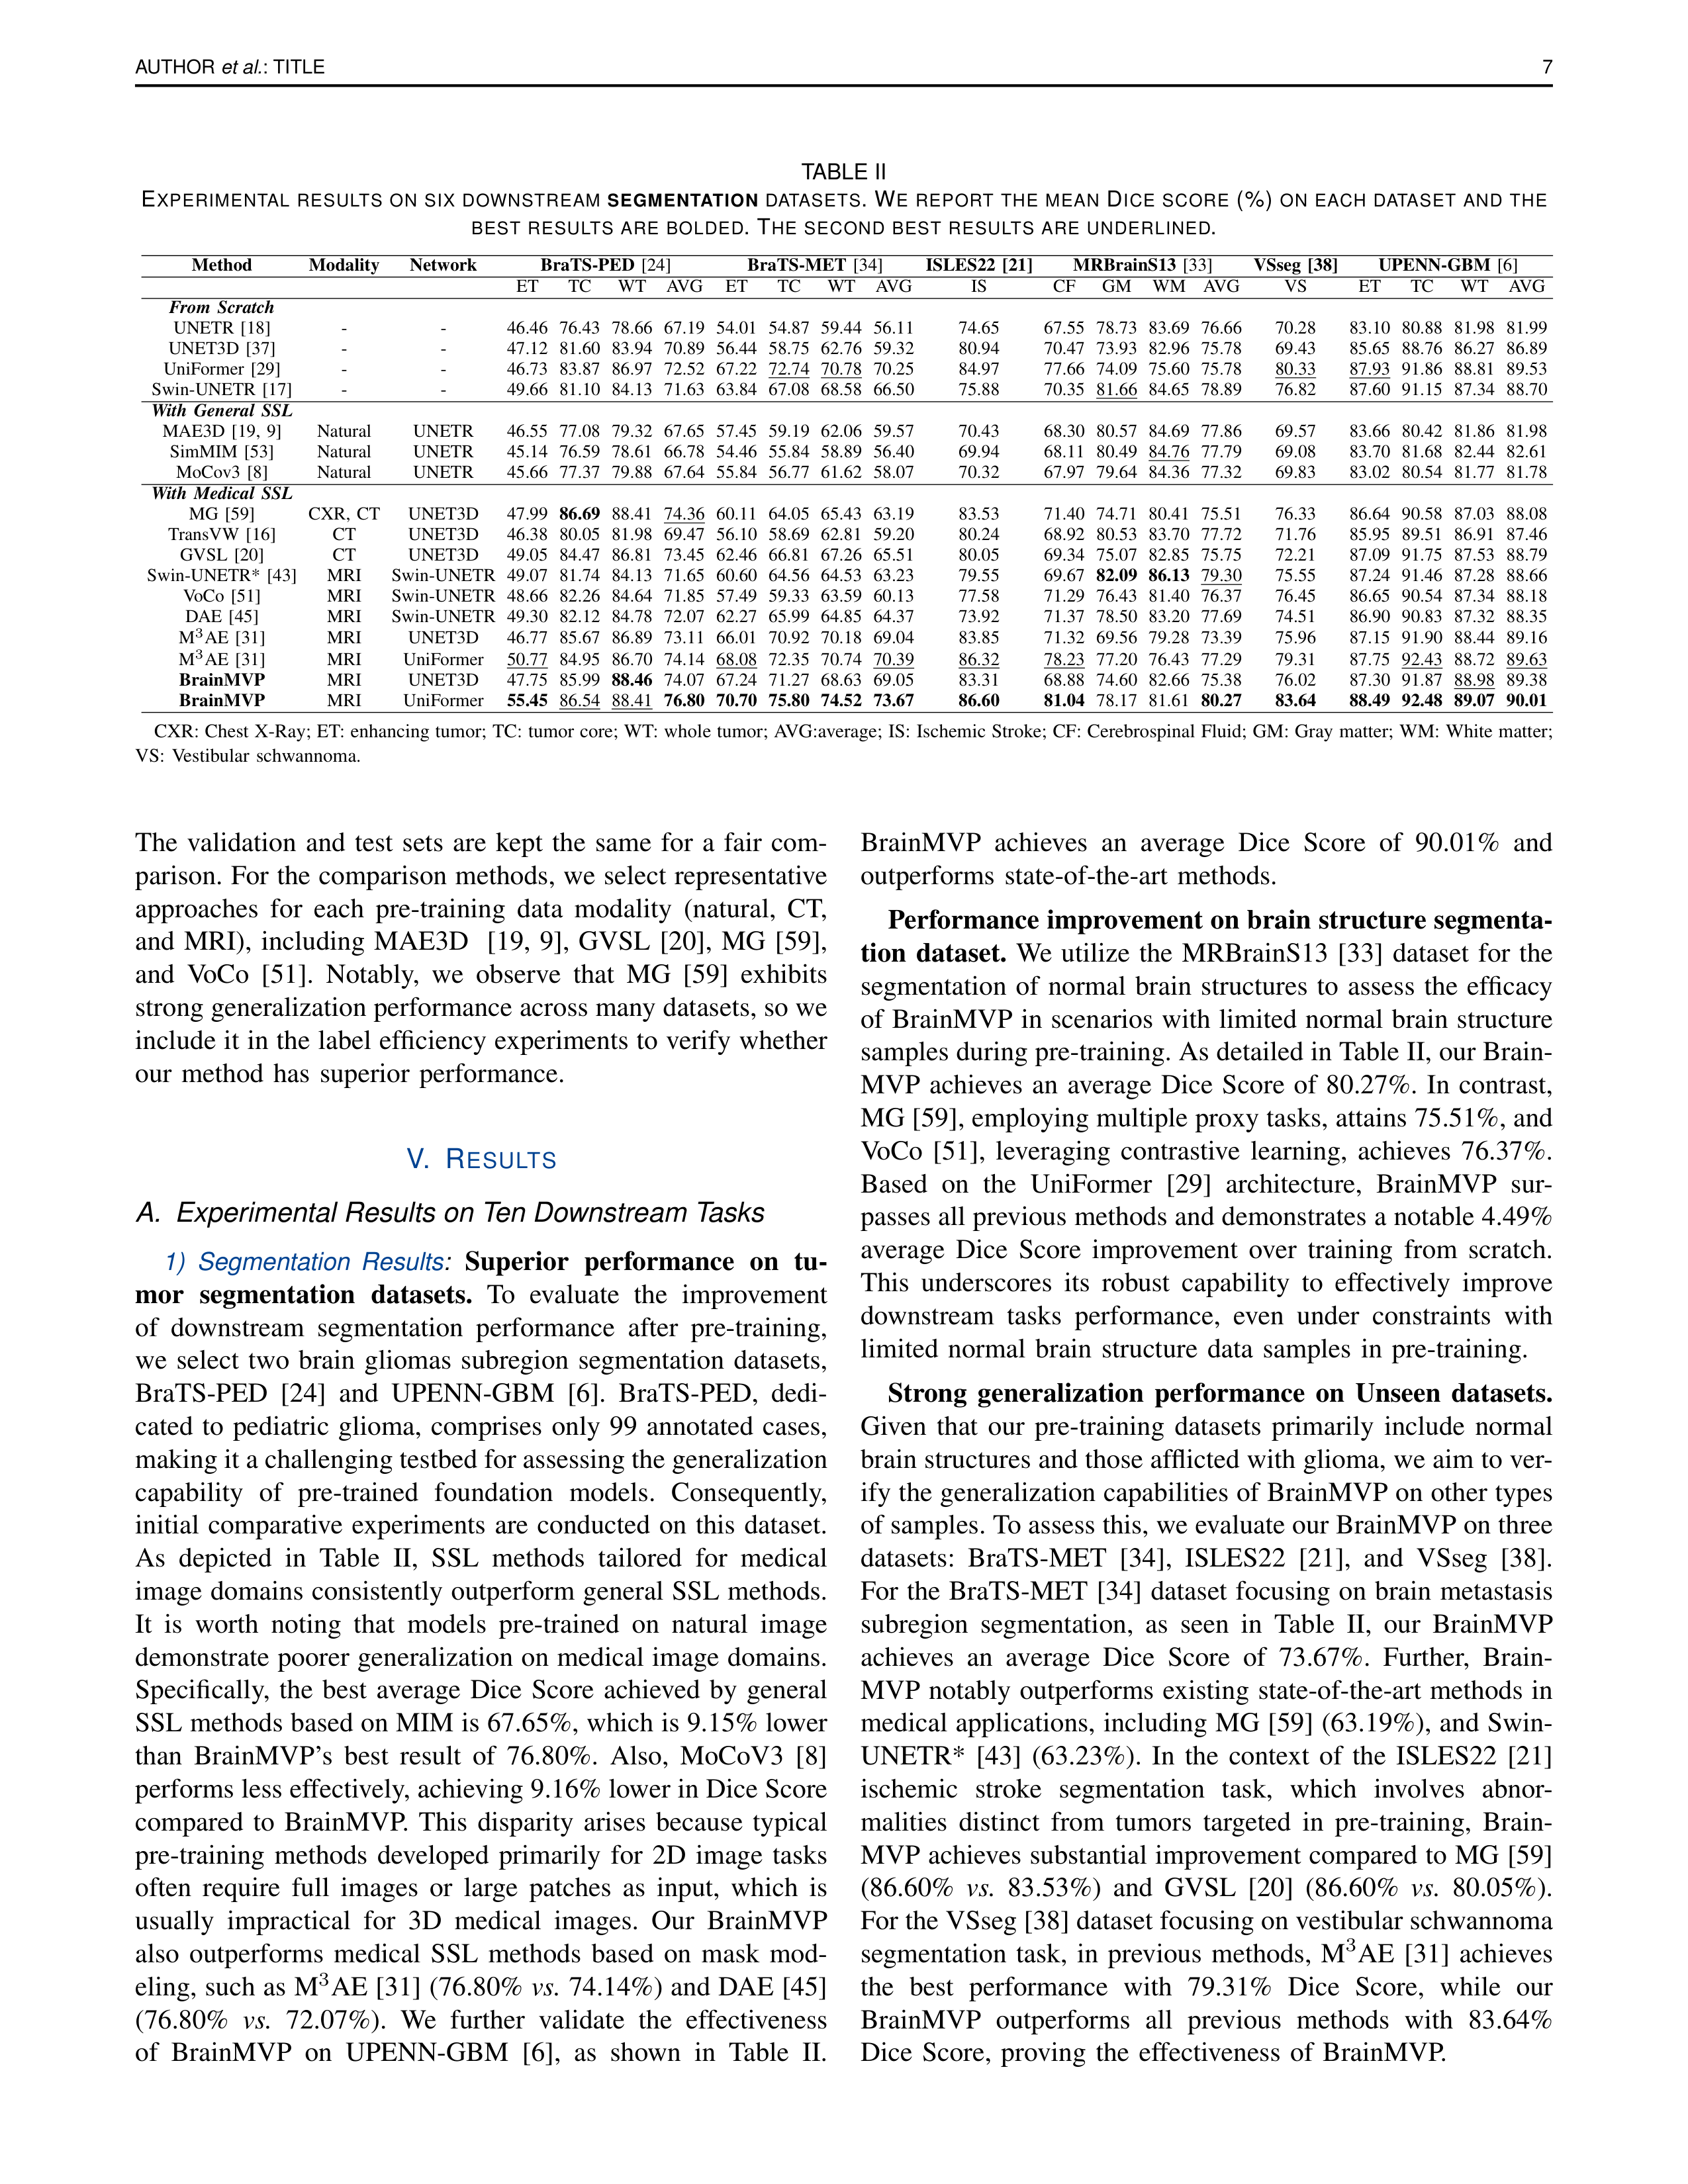 AUTHOR et al.: TITLE 7
TABLE II
EXPERIMENTAL RESULTS ON SIX DOWNSTREAM SEGMENTATION DATASETS. WE REPORT THE MEAN DICE SCORE (%) ON EACH DATASET AND THE
BEST RESULTS ARE BOLDED. THE SECOND BEST RESULTS ARE UNDERLINED.
Method Modality Network BraTS-PED [24] BraTS-MET [34] ISLES22 [21] MRBrainS13 [33] VSseg [38] UPENN-GBM [6]
ET TC WT AVG ET TC WT AVG IS CF GM WM AVG VS ET TC WT AVG
From Scratch
UNETR [18] - - 46.46 76.43 78.66 67.19 54.01 54.87 59.44 56.11 74.65 67.55 78.73 83.69 76.66 70.28 83.10 80.88 81.98 81.99
UNET3D [37] - - 47.12 81.60 83.94 70.89 56.44 58.75 62.76 59.32 80.94 70.47 73.93 82.96 75.78 69.43 85.65 88.76 86.27 86.89
UniFormer [29] - - 46.73 83.87 86.97 72.52 67.22 72.74 70.78 70.25 84.97 77.66 74.09 75.60 75.78 80.33 87.93 91.86 88.81 89.53
Swin-UNETR [17] - - 49.66 81.10 84.13 71.63 63.84 67.08 68.58 66.50 75.88 70.35 81.66 84.65 78.89 76.82 87.60 91.15 87.34 88.70
With General SSL
MAE3D [19, 9] Natural UNETR 46.55 77.08 79.32 67.65 57.45 59.19 62.06 59.57 70.43 68.30 80.57 84.69 77.86 69.57 83.66 80.42 81.86 81.98
SimMIM [53] Natural UNETR 45.14 76.59 78.61 66.78 54.46 55.84 58.89 56.40 69.94 68.11 80.49 84.76 77.79 69.08 83.70 81.68 82.44 82.61
MoCov3 [8] Natural UNETR 45.66 77.37 79.88 67.64 55.84 56.77 61.62 58.07 70.32 67.97 79.64 84.36 77.32 69.83 83.02 80.54 81.77 81.78
With Medical SSL
MG [59] CXR, CT UNET3D 47.99 86.69 88.41 74.36 60.11 64.05 65.43 63.19 83.53 71.40 74.71 80.41 75.51 76.33 86.64 90.58 87.03 88.08
TransVW [16] CT UNET3D 46.38 80.05 81.98 69.47 56.10 58.69 62.81 59.20 80.24 68.92 80.53 83.70 77.72 71.76 85.95 89.51 86.91 87.46
GVSL [20] CT UNET3D 49.05 84.47 86.81 73.45 62.46 66.81 67.26 65.51 80.05 69.34 75.07 82.85 75.75 72.21 87.09 91.75 87.53 88.79
Swin-UNETR* [43] MRI Swin-UNETR 49.07 81.74 84.13 71.65 60.60 64.56 64.53 63.23 79.55 69.67 82.09 86.13 79.30 75.55 87.24 91.46 87.28 88.66
VoCo [51] MRI Swin-UNETR 48.66 82.26 84.64 71.85 57.49 59.33 63.59 60.13 77.58 71.29 76.43 81.40 76.37 76.45 86.65 90.54 87.34 88.18
DAE [45] MRI Swin-UNETR 49.30 82.12 84.78 72.07 62.27 65.99 64.85 64.37 73.92 71.37 78.50 83.20 77.69 74.51 86.90 90.83 87.32 88.35
M³AE [31] MRI UNET3D 46.77 85.67 86.89 73.11 66.01 70.92 70.18 69.04 83.85 71.32 69.56 79.28 73.39 75.96 87.15 91.90 88.44 89.16
M³AE [31] MRI UniFormer 50.77 84.95 86.70 74.14 68.08 72.35 70.74 70.39 86.32 78.23 77.20 76.43 77.29 79.31 87.75 92.43 88.72 89.63
BrainMVP MRI UNET3D 47.75 85.99 88.46 74.07 67.24 71.27 68.63 69.05 83.31 68.88 74.60 82.66 75.38 76.02 87.30 91.87 88.98 89.38
BrainMVP MRI UniFormer 55.45 86.54 88.41 76.80 70.70 75.80 74.52 73.67 86.60 81.04 78.17 81.61 80.27 83.64 88.49 92.48 89.07 90.01
CXR: Chest X-Ray; ET: enhancing tumor; TC: tumor core; WT: whole tumor; AVG:average; IS: Ischemic Stroke; CF: Cerebrospinal Fluid; GM: Gray matter; WM: White matter;
VS: Vestibular schwannoma.
The validation and test sets are kept the same for a fair com-
parison. For the comparison methods, we select representative
approaches for each pre-training data modality (natural, CT,
and MRI), including MAE3D [19, 9], GVSL [20], MG [59],
and VoCo [51]. Notably, we observe that MG [59] exhibits
strong generalization performance across many datasets, so we
include it in the label efficiency experiments to verify whether
our method has superior performance.
V. RESULTS
A. Experimental Results on Ten Downstream Tasks
1) Segmentation Results: Superior performance on tu-
mor segmentation datasets. To evaluate the improvement
of downstream segmentation performance after pre-training,
we select two brain gliomas subregion segmentation datasets,
BraTS-PED [24] and UPENN-GBM [6]. BraTS-PED, dedi-
cated to pediatric glioma, comprises only 99 annotated cases,
making it a challenging testbed for assessing the generalization
capability of pre-trained foundation models. Consequently,
initial comparative experiments are conducted on this dataset.
As depicted in Table II, SSL methods tailored for medical
image domains consistently outperform general SSL methods.
It is worth noting that models pre-trained on natural image
demonstrate poorer generalization on medical image domains.
Specifically, the best average Dice Score achieved by general
SSL methods based on MIM is 67.65%, which is 9.15% lower
than BrainMVP's best result of 76.80%. Also, MoCoV3 [8]
performs less effectively, achieving 9.16% lower in Dice Score
compared to BrainMVP. This disparity arises because typical
pre-training methods developed primarily for 2D image tasks
often require full images or large patches as input, which is
usually impractical for 3D medical images. Our BrainMVP
also outperforms medical SSL methods based on mask mod-
eling, such as M³AE [31] (76.80% vs. 74.14%) and DAE [45]
(76.80% vs. 72.07%). We further validate the effectiveness
of BrainMVP on UPENN-GBM [6], as shown in Table II.
BrainMVP achieves an average Dice Score of 90.01% and
outperforms state-of-the-art methods.
Performance improvement on brain structure segmenta-
tion dataset. We utilize the MRBrainS13 [33] dataset for the
segmentation of normal brain structures to assess the efficacy
of BrainMVP in scenarios with limited normal brain structure
samples during pre-training. As detailed in Table II, our Brain-
MVP achieves an average Dice Score of 80.27%. In contrast,
MG [59], employing multiple proxy tasks, attains 75.51%, and
VoCo [51], leveraging contrastive learning, achieves 76.37%.
Based on the UniFormer [29] architecture, BrainMVP sur-
passes all previous methods and demonstrates a notable 4.49%
average Dice Score improvement over training from scratch.
This underscores its robust capability to effectively improve
downstream tasks performance, even under constraints with
limited normal brain structure data samples in pre-training.
Strong generalization performance on Unseen datasets.
Given that our pre-training datasets primarily include normal
brain structures and those afflicted with glioma, we aim to ver-
ify the generalization capabilities of BrainMVP on other types
of samples. To assess this, we evaluate our BrainMVP on three
datasets: BraTS-MET [34], ISLES22 [21], and VSseg [38].
For the BraTS-MET [34] dataset focusing on brain metastasis
subregion segmentation, as seen in Table II, our BrainMVP
achieves an average Dice Score of 73.67%. Further, Brain-
MVP notably outperforms existing state-of-the-art methods in
medical applications, including MG [59] (63.19%), and Swin-
UNETR* [43] (63.23%). In the context of the ISLES22 [21]
ischemic stroke segmentation task, which involves abnor-
malities distinct from tumors targeted in pre-training, Brain-
MVP achieves substantial improvement compared to MG [59]
(86.60% vs. 83.53%) and GVSL [20] (86.60% vs. 80.05%).
For the VSseg [38] dataset focusing on vestibular schwannoma
segmentation task, in previous methods, M³AE [31] achieves
the best performance with 79.31% Dice Score, while our
BrainMVP outperforms all previous methods with 83.64%
Dice Score, proving the effectiveness of BrainMVP.